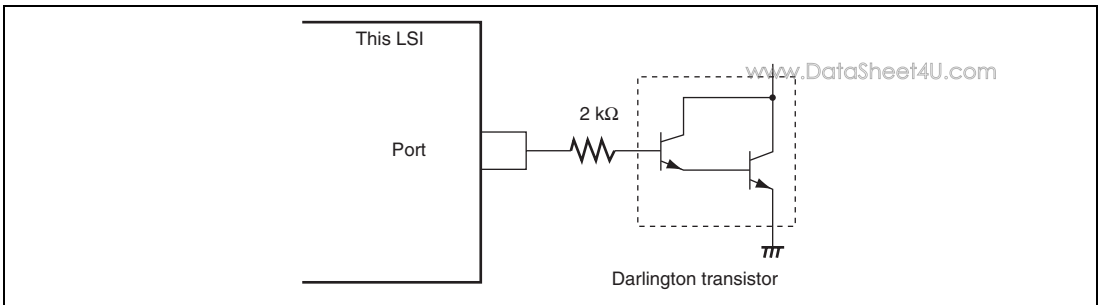 This LSI
www.DataSheet4U.com
2 kΩ
Port
Darlington transistor